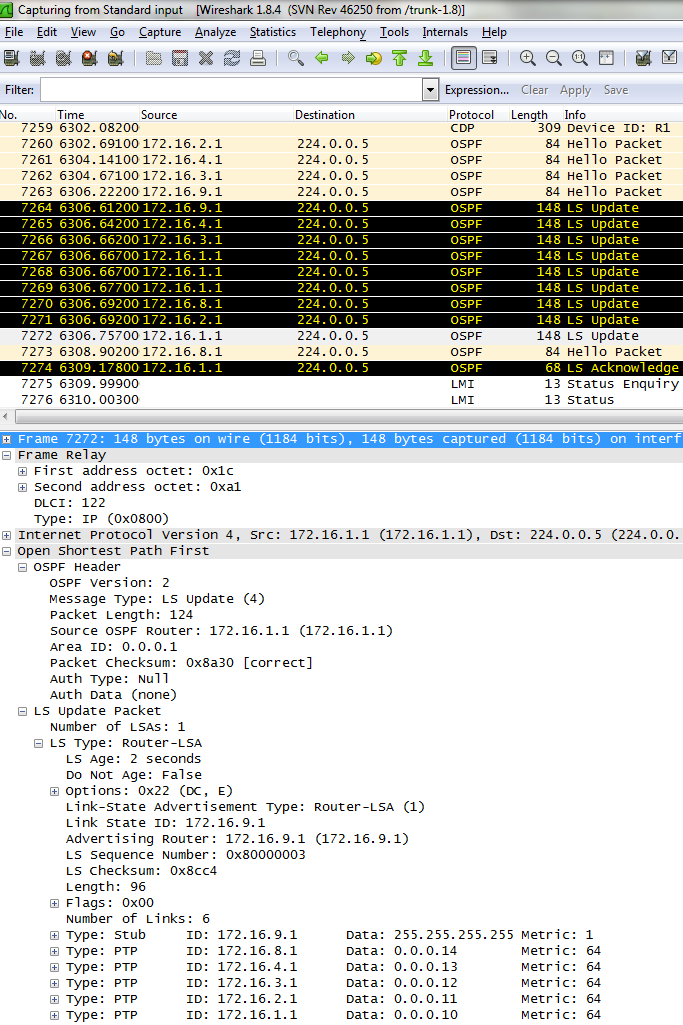 Capturing from Standard input [Wireshark 1.8.4 (SVN Rev 46250 from /trunk-1.8)]
File Edit View Go Capture Analyze Statistics Telephony Tools Internals Help
Filter: Expression... Clear Apply Save
No. Time Source Destination Protocol Length Info
7259 6302.08200 CDP 309 Device ID: R1
7260 6302.69100 172.16.2.1 224.0.0.5 OSPF 84 Hello Packet
7261 6304.14100 172.16.4.1 224.0.0.5 OSPF 84 Hello Packet
7262 6304.67100 172.16.3.1 224.0.0.5 OSPF 84 Hello Packet
7263 6306.22200 172.16.9.1 224.0.0.5 OSPF 84 Hello Packet
7264 6306.61200 172.16.9.1 224.0.0.5 OSPF 148 LS Update
7265 6306.64200 172.16.4.1 224.0.0.5 OSPF 148 LS Update
7266 6306.66200 172.16.3.1 224.0.0.5 OSPF 148 LS Update
7267 6306.66700 172.16.1.1 224.0.0.5 OSPF 148 LS Update
7268 6306.66700 172.16.1.1 224.0.0.5 OSPF 148 LS Update
7269 6306.67700 172.16.1.1 224.0.0.5 OSPF 148 LS Update
7270 6306.69200 172.16.8.1 224.0.0.5 OSPF 148 LS Update
7271 6306.69200 172.16.2.1 224.0.0.5 OSPF 148 LS Update
7272 6306.75700 172.16.1.1 224.0.0.5 OSPF 148 LS Update
7273 6308.90200 172.16.8.1 224.0.0.5 OSPF 84 Hello Packet
7274 6309.17800 172.16.1.1 224.0.0.5 OSPF 68 LS Acknowledge
7275 6309.99900 LMI 13 Status Enquiry
7276 6310.00300 LMI 13 Status
Frame 7272: 148 bytes on wire (1184 bits), 148 bytes captured (1184 bits) on interf
Frame Relay
First address octet: 0x1c
Second address octet: 0xa1
DLCI: 122
Type: IP (0x0800)
Internet Protocol Version 4, Src: 172.16.1.1 (172.16.1.1), Dst: 224.0.0.5 (224.0.0.
Open Shortest Path First
OSPF Header
OSPF Version: 2
Message Type: LS Update (4)
Packet Length: 124
Source OSPF Router: 172.16.1.1 (172.16.1.1)
Area ID: 0.0.0.1
Packet Checksum: 0x8a30 [correct]
Auth Type: Null
Auth Data (none)
LS Update Packet
Number of LSAs: 1
LS Type: Router-LSA
LS Age: 2 seconds
Do Not Age: False
Options: 0x22 (DC, E)
Link-State Advertisement Type: Router-LSA (1)
Link State ID: 172.16.9.1
Advertising Router: 172.16.9.1 (172.16.9.1)
LS Sequence Number: 0x80000003
LS Checksum: 0x8cc4
Length: 96
Flags: 0x00
Number of Links: 6
Type: Stub ID: 172.16.9.1 Data: 255.255.255.255 Metric: 1
Type: PTP ID: 172.16.8.1 Data: 0.0.0.14 Metric: 64
Type: PTP ID: 172.16.4.1 Data: 0.0.0.13 Metric: 64
Type: PTP ID: 172.16.3.1 Data: 0.0.0.12 Metric: 64
Type: PTP ID: 172.16.2.1 Data: 0.0.0.11 Metric: 64
Type: PTP ID: 172.16.1.1 Data: 0.0.0.10 Metric: 64